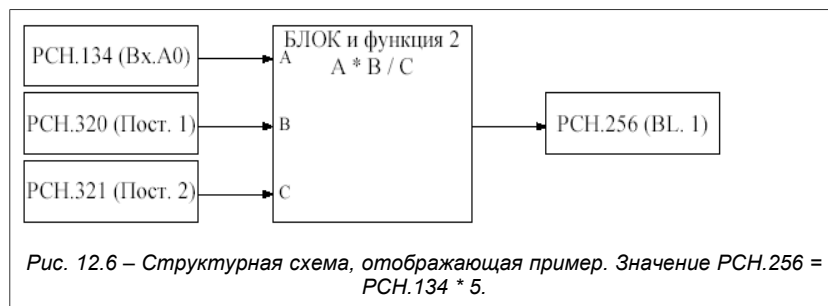 БЛОК и функция 2
A * B / C
PCH.134 (Вх.A0)
A
PCH.320 (Пост. 1)
B
PCH.256 (BL. 1)
PCH.321 (Пост. 2)
C
Рис. 12.6 – Структурная схема, отображающая пример. Значение PCH.256 =
PCH.134 * 5.